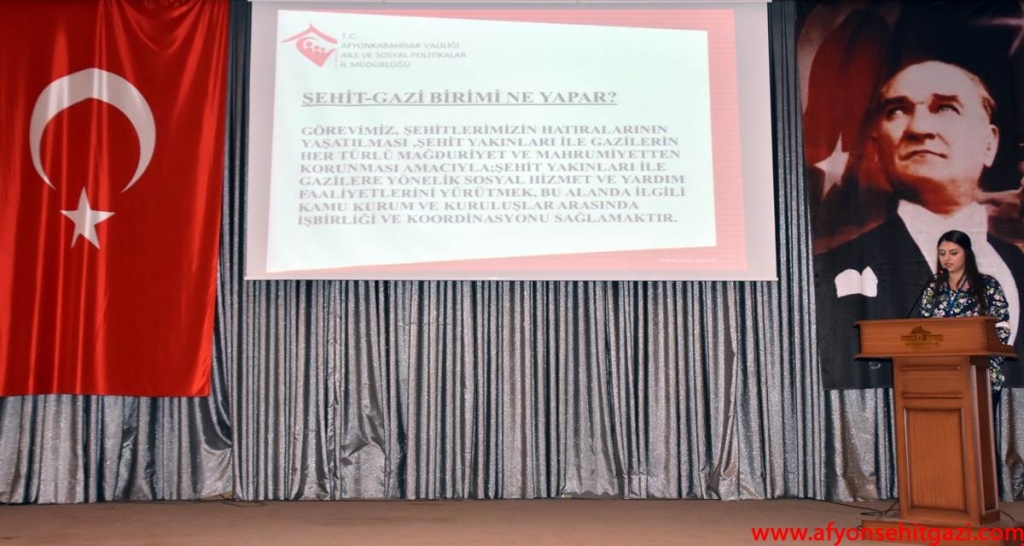 T.C.
AFYONKARAHİSAR VALİLİĞİ
AİLE VE SOSYAL POLİTİKALAR
İL MÜDÜRLÜĞÜ
ŞEHİT-GAZİ BİRİMİ NE YAPAR?
GÖREVİMİZ, ŞEHİTLERİMİZİN HATIRALARININ
YAŞATILMASI .ŞEHİT YAKINLARI İLE GAZİLERİN
HER TÜRLÜ MAĞDURİYET VE MAHRUMİYETTEN
KORUNMASI AMACIYLA;ŞEHİT YAKINLARI İLE
GAZİLERE YÖNELİK SOSYAL HİZMET VE YARDIM
FAALİYETLERİNİ YÜRÜTMEK, BU ALANDA İLGİLİ
KAMU KURUM VE KURULUŞLAR ARASINDA
İŞBİRLİĞİ VE KOORDİNASYONU SAĞLAMAKTIR.
www.afyonsehitgazi.com